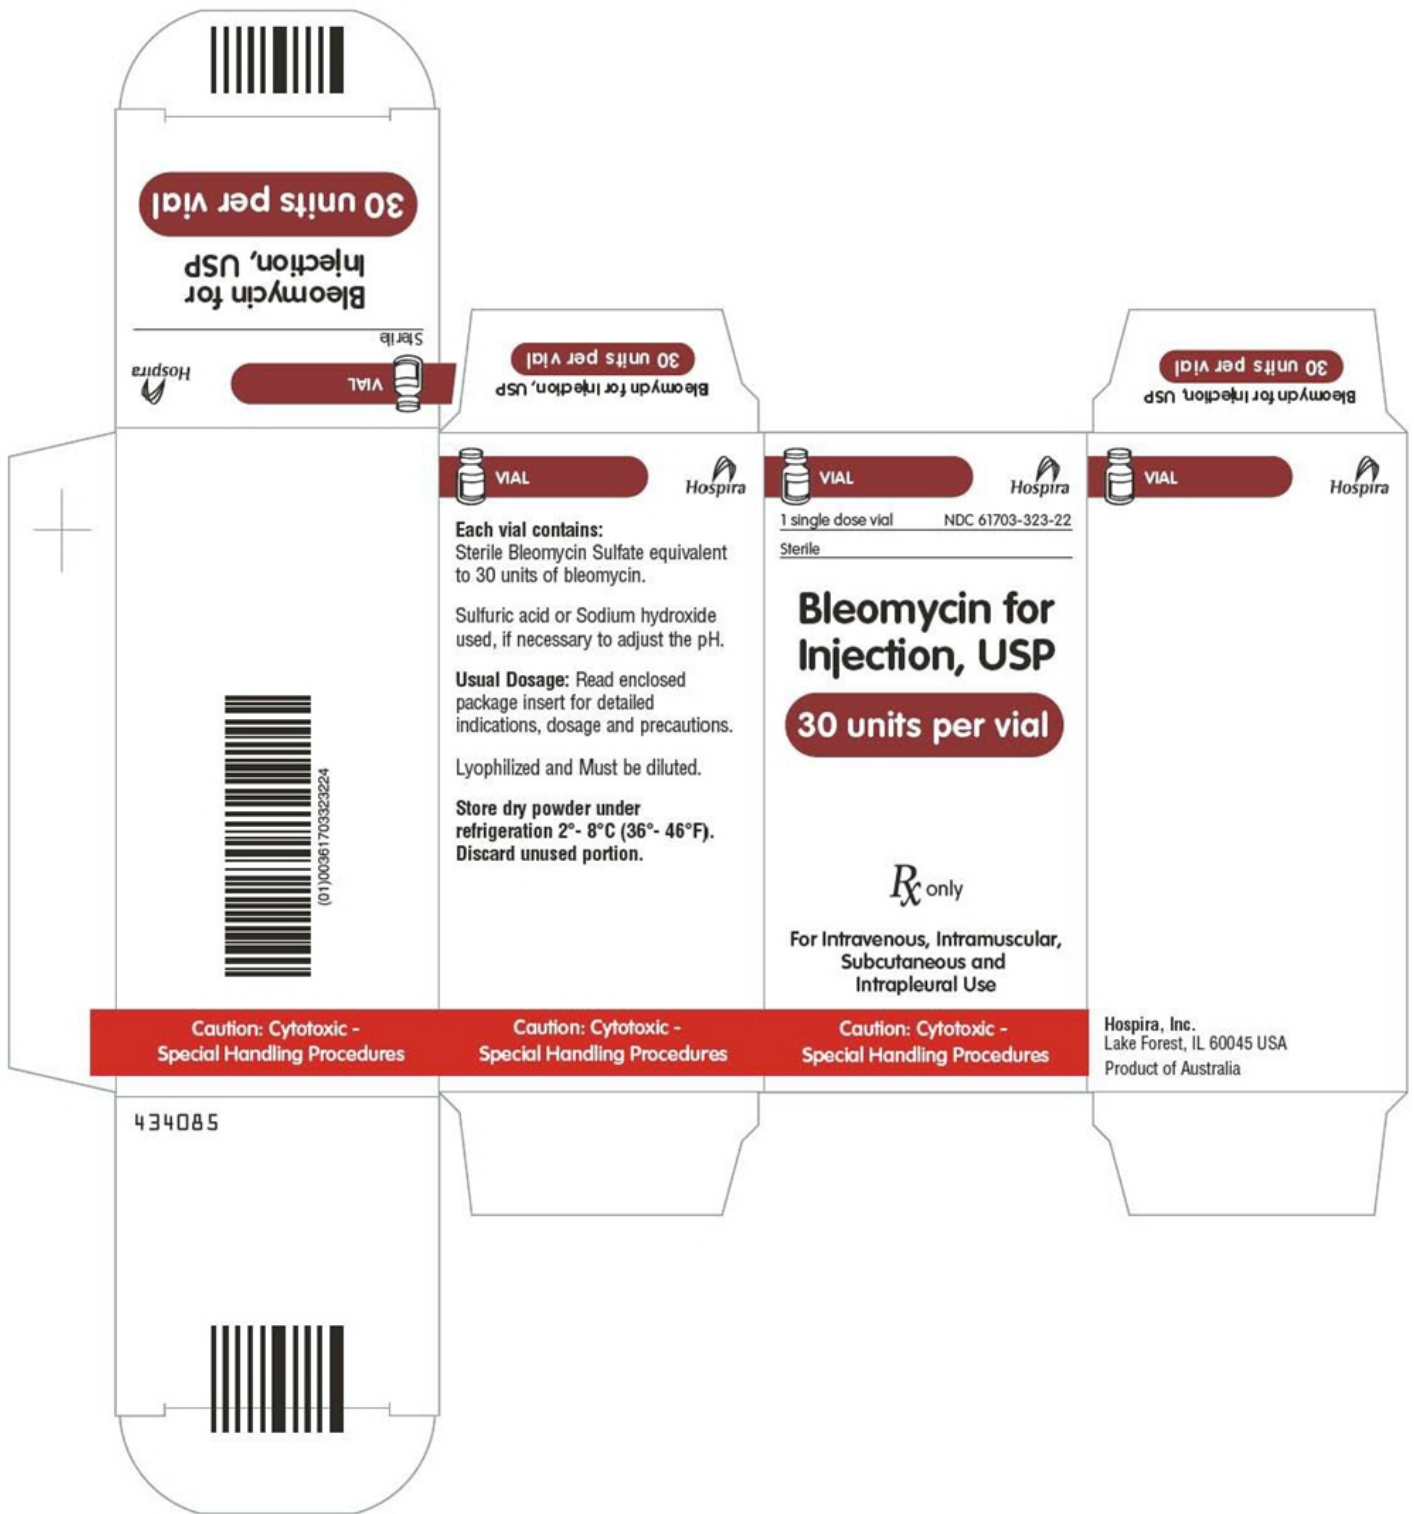 30 units per vial
Bleomycin for
Injection, USP
Sterile
VIAL
Hospira
30 units per vial
Bleomycin for Injection, USP
30 units per vial
Bleomycin for Injection, USP
(01)00361703323224
Caution: Cytotoxic -
Special Handling Procedures
434085
VIAL
Hospira
Each vial contains:
Sterile Bleomycin Sulfate equivalent
to 30 units of bleomycin.
Sulfuric acid or Sodium hydroxide
used, if necessary to adjust the pH.
Usual Dosage: Read enclosed
package insert for detailed
indications, dosage and precautions.
Lyophilized and Must be diluted.
Store dry powder under
refrigeration 2°- 8°C (36°- 46°F).
Discard unused portion.
Caution: Cytotoxic -
Special Handling Procedures
VIAL
Hospira
1 single dose vial NDC 61703-323-22
Sterile
Bleomycin for
Injection, USP
30 units per vial
Rx only
For Intravenous, Intramuscular,
Subcutaneous and
Intrapleural Use
Caution: Cytotoxic -
Special Handling Procedures
VIAL
Hospira
Hospira, Inc.
Lake Forest, IL 60045 USA
Product of Australia